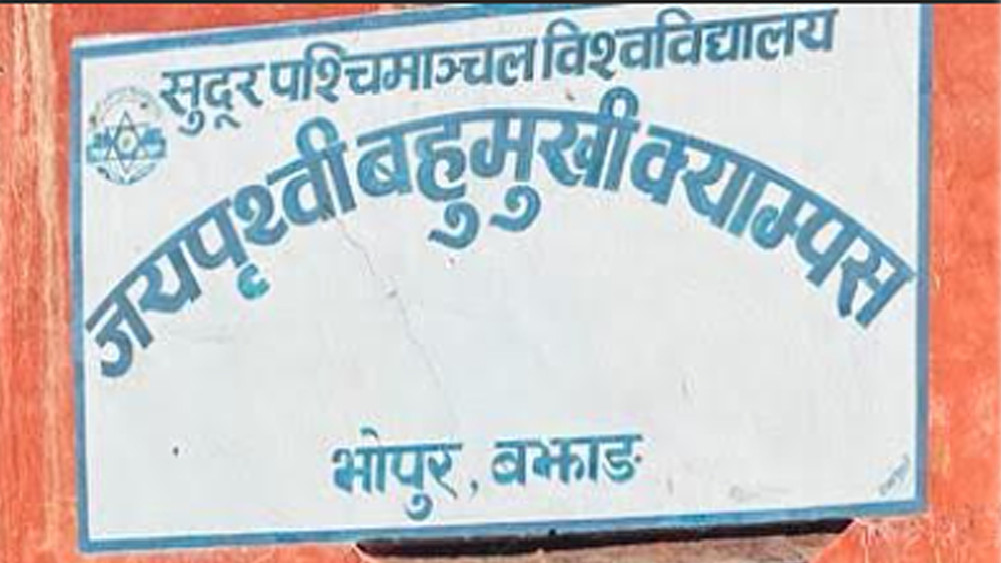 सुदूर पश्चिमाञ्चल विश्वविद्यालय
जयपृथ्वी बहुमुखी क्याम्पस
भोपुर, बझाङ